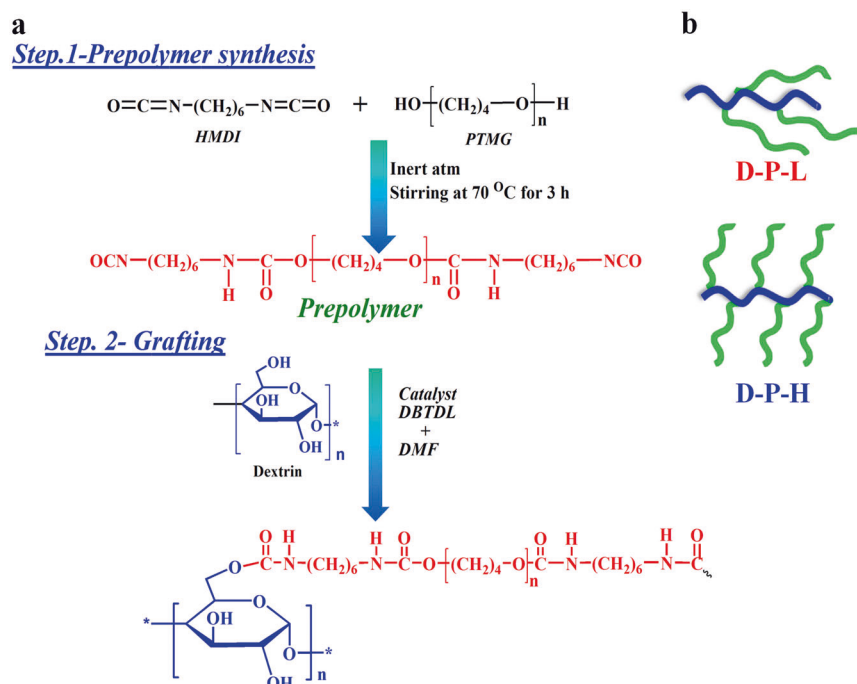 a
Step.1-Prepolymer synthesis
O=C=N-(CH2)6-N=C=O + HO-[(CH2)4-O]n-H
HMDI PTMG
Inert atm
Stirring at 70 OC for 3 h
OCN-(CH2)6-N-C-O-[(CH2)4-O]n-C-N-(CH2)6-NCO
H O O H
Prepolymer
Step. 2- Grafting
OH
O
OH
O-*
OH
n
Dextrin
Catalyst
DBTDL
+
DMF
O H H O O H H O
O-C-N-(CH2)6-N-C-O-[(CH2)4-O]n-C-N-(CH2)6-N-C
O
*
OH
O-*
OH
n
b
D-P-L
D-P-H